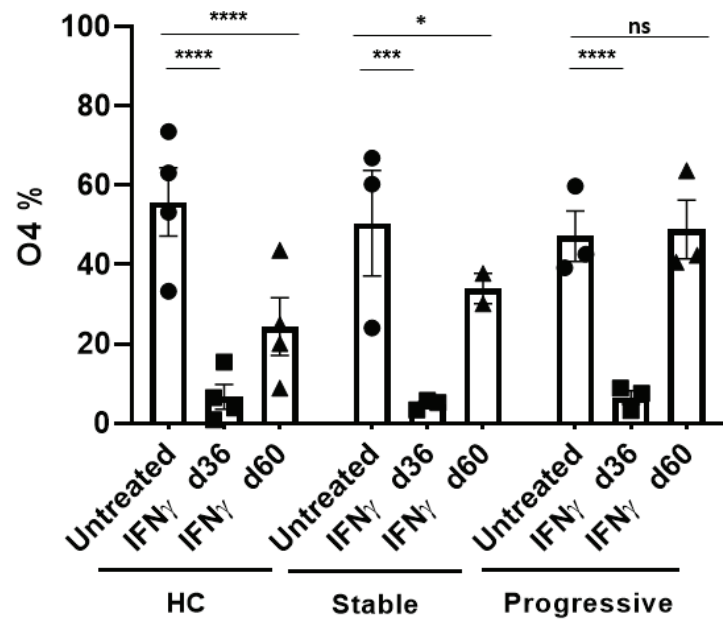 **** * ns
**** *** ****
100
80
60
40
20
0
O4 %
Untreated IFNγ d36 IFNγ d60 Untreated IFNγ d36 IFNγ d60 Untreated IFNγ d36 IFNγ d60
HC Stable Progressive